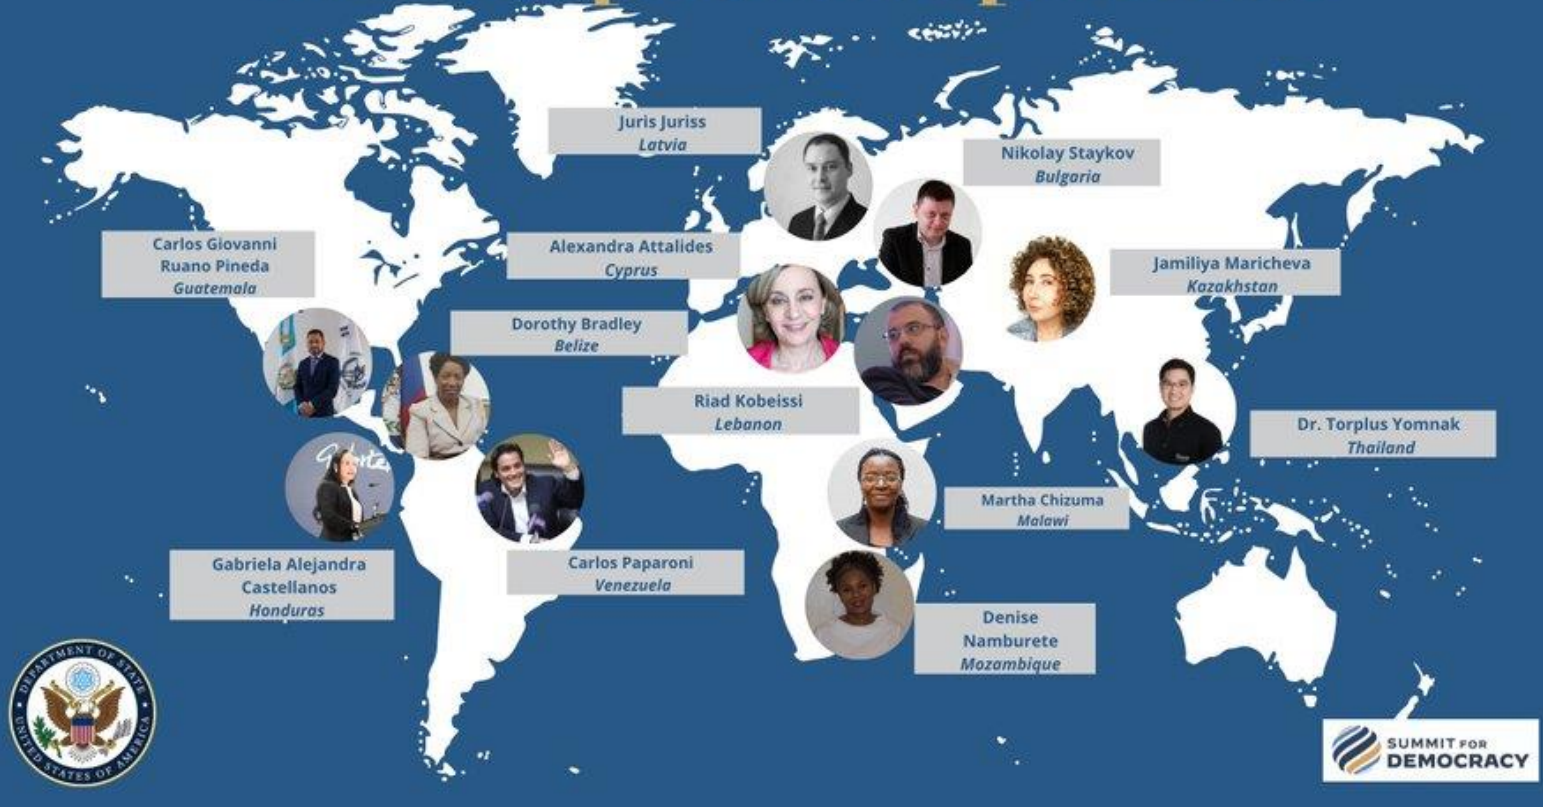 Juris Juriss
Latvia
Nikolay Staykov
Bulgaria
Carlos Giovanni
Ruano Pineda
Guatemala
Alexandra Attalides
Cyprus
Jamiliya Maricheva
Kazakhstan
Dorothy Bradley
Belize
Riad Kobeissi
Lebanon
Dr. Torplus Yomnak
Thailand
Martha Chizuma
Malawi
Gabriela Alejandra
Castellanos
Honduras
Carlos Paparoni
Venezuela
Denise
Namburete
Mozambique
DEPARTMENT OF STATE
UNITED STATES OF AMERICA
SUMMIT FOR
DEMOCRACY